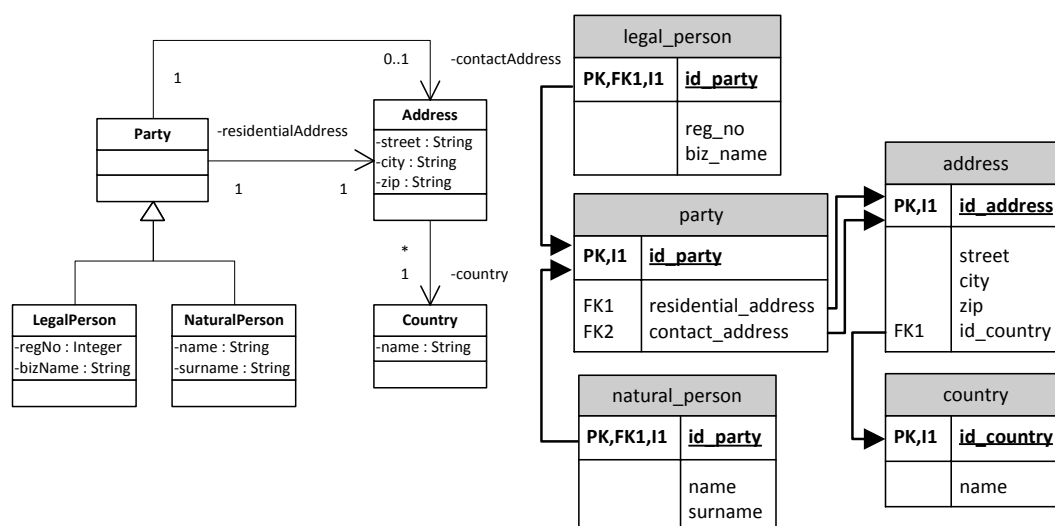 0..1
-contactAddress
1
Party
-residentialAddress
1
1
Address
-street : String
-city : String
-zip : String
*
1
-country
LegalPerson
-regNo : Integer
-bizName : String
NaturalPerson
-name : String
-surname : String
Country
-name : String
legal_person
PK,FK1,I1 id_party
reg_no
biz_name
party
PK,I1 id_party
FK1 residential_address
FK2 contact_address
natural_person
PK,FK1,I1 id_party
name
surname
address
PK,I1 id_address
street
city
zip
FK1 id_country
country
PK,I1 id_country
name